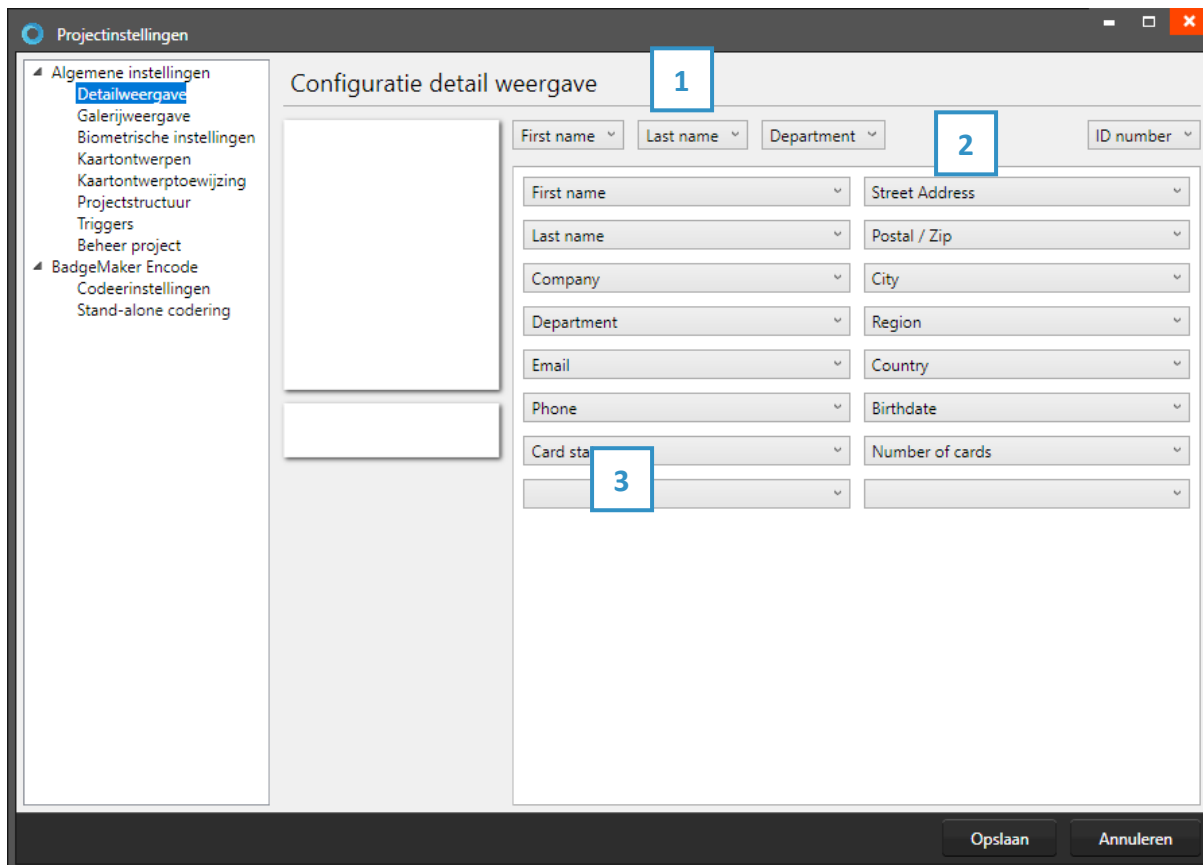 Projectinstellingen
Algemene instellingen
Detailweergave
Galerijweergave
Biometrische instellingen
Kaartontwerpen
Kaartontwerptoewijzing
Projectstructuur
Triggers
Beheer project
BadgeMaker Encode
Codeerinstellingen
Stand-alone codering
Configuratie detail weergave
1
First name Last name Department ID number
2
First name Street Address
Last name Postal / Zip
Company City
Department Region
Email Country
Phone Birthdate
Card sta Number of cards
3
Opslaan Annuleren